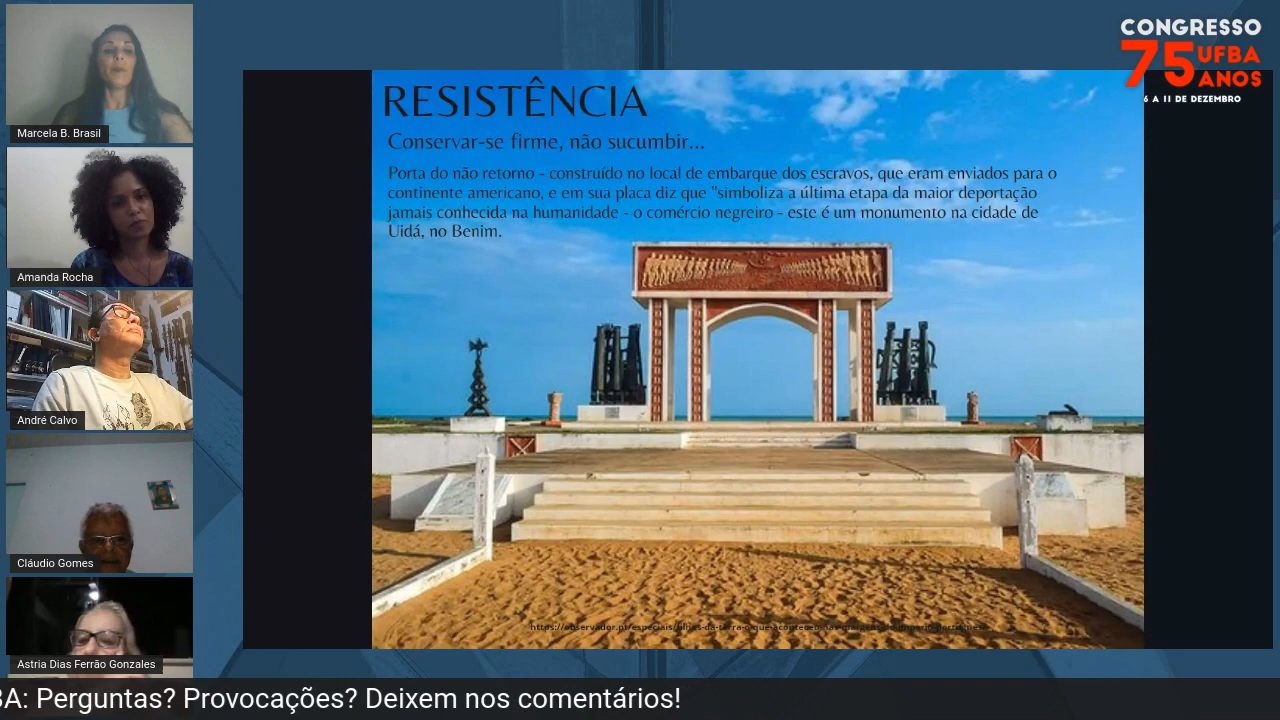 CONGRESSO
75 UFBA
ANOS
6 A 11 DE DEZEMBRO
RESISTÊNCIA
Conservar-se firme, não sucumbir...
Porta do não retorno - construído no local de embarque dos escravos, que eram enviados para o
continente americano, e em sua placa diz que "simboliza a última etapa da maior deportação
jamais conhecida na humanidade - o comércio negreiro - este é um monumento na cidade de
Uidá, no Benim.
Marcela B. Brasil
Amanda Rocha
André Calvo
Cláudio Gomes
Astria Dias Ferrão Gonzales
BA: Perguntas? Provocações? Deixem nos comentários!